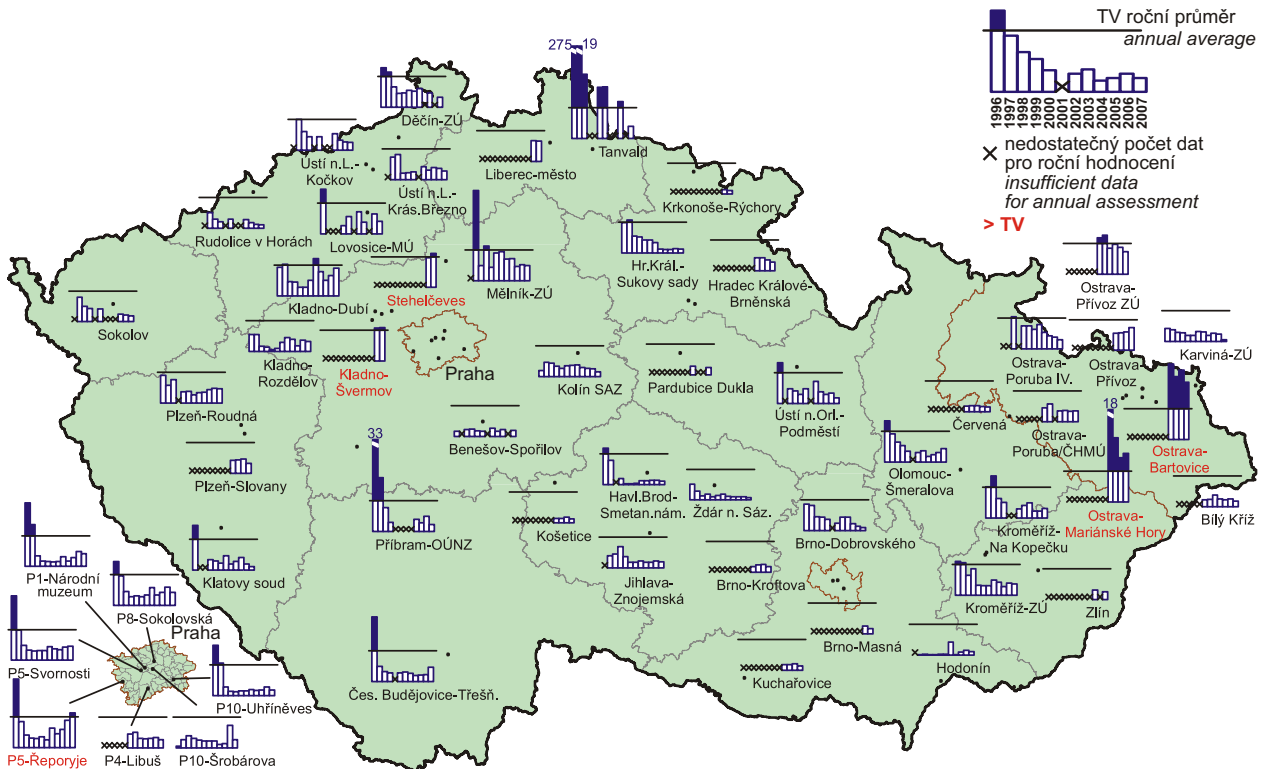 TV roční průměr
annual average
1996
1997
1998
1999
2000
2001
2002
2003
2004
2005
2006
2007
× nedostatečný počet dat
pro roční hodnocení
insufficient data
for annual assessment
> TV
275
19
Děčín-ZÚ
Tanvald
Ústí n.L.-
Kočkov
Ústí n.L.-
Krás.Březno
Liberec-město
Krkonoše-Rýchory
Rudolice v Horách
Lovosice-MÚ
Mělník-ZÚ
Hr.Král.-
Sukovy sady
Hradec Králové-
Brněnská
Ostrava-
Přívoz ZÚ
Sokolov
Kladno-Dubí
Stehelčeves
Kladno-
Rozdělov
Kladno-
Švermov
Praha
Kolín SAZ
Pardubice Dukla
Ústí n.Orl.-
Podměstí
Ostrava-
Poruba IV.
Ostrava-
Přívoz
Karviná-ZÚ
Plzeň-Roudná
Červená
Ostrava-
Poruba/ČHMÚ
18
Ostrava-
Bartovice
Plzeň-Slovany
33
Benešov-Spořilov
Olomouc-
Šmeralova
Havl.Brod-
Smetan.nám.
Ždár n. Sáz.
Příbram-OÚNZ
Košetice
Brno-Dobrovského
Kroměříž-
Na Kopečku
Ostrava-
Mariánské Hory
Bílý Kříž
Klatovy soud
Jihlava-
Znojemská
Brno-Kroftova
Kroměříž-ZÚ
Zlín
P1-Národní
muzeum
P8-Sokolovská
Praha
P5-Svornosti
P10-Uhříněves
Čes. Budějovice-Třešň.
Brno-Masná
Kuchařovice
Hodonín
P5-Řeporyje
P4-Libuš
P10-Šrobárova